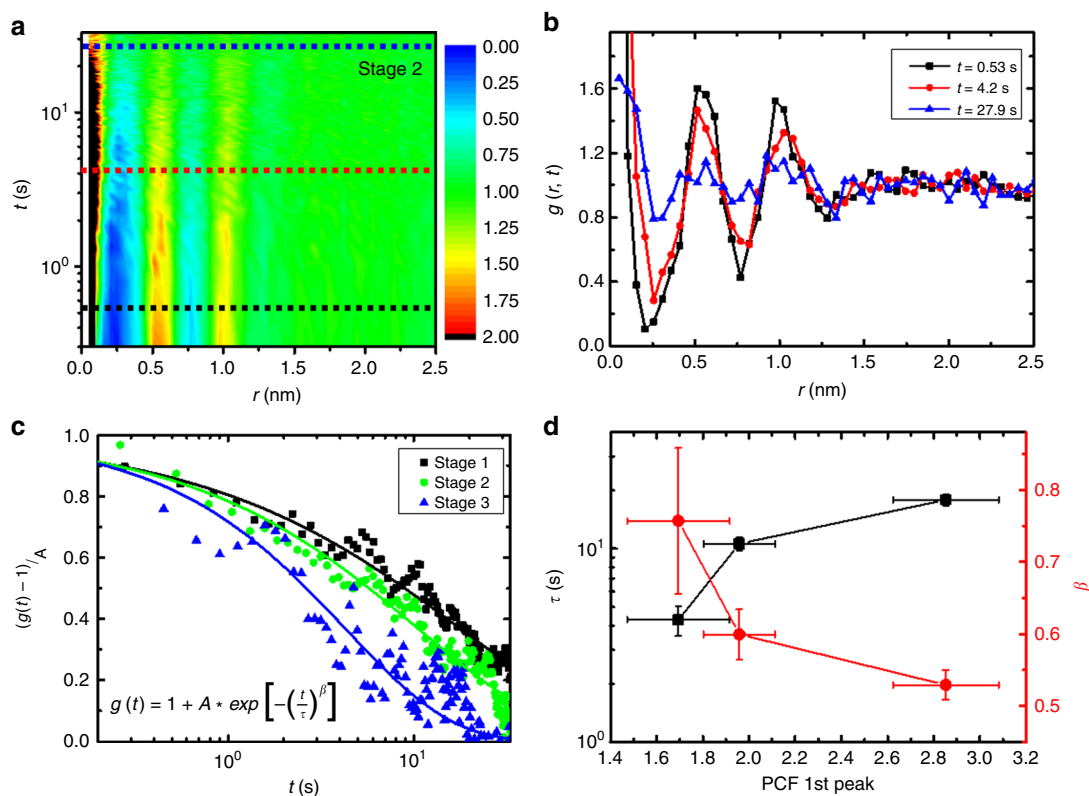 a
Stage 2
t (s)
10¹
10⁰
0.0 0.5 1.0 1.5 2.0 2.5
r (nm)
0.00
0.25
0.50
0.75
1.00
1.25
1.50
1.75
2.00
b
t = 0.53 s
t = 4.2 s
t = 27.9 s
g (r, t)
1.6
1.2
0.8
0.4
0.0
0.0 0.5 1.0 1.5 2.0 2.5
r (nm)
c
Stage 1
Stage 2
Stage 3
(g(t) − 1)/A
1.0
0.8
0.6
0.4
0.2
0.0
g (t) = 1 + A * exp [−(t/τ)^β]
10⁰ 10¹
t (s)
d
τ (s)
10¹
10⁰
1.4 1.6 1.8 2.0 2.2 2.4 2.6 2.8 3.0 3.2
PCF 1st peak
0.8
0.7
0.6
0.5
β